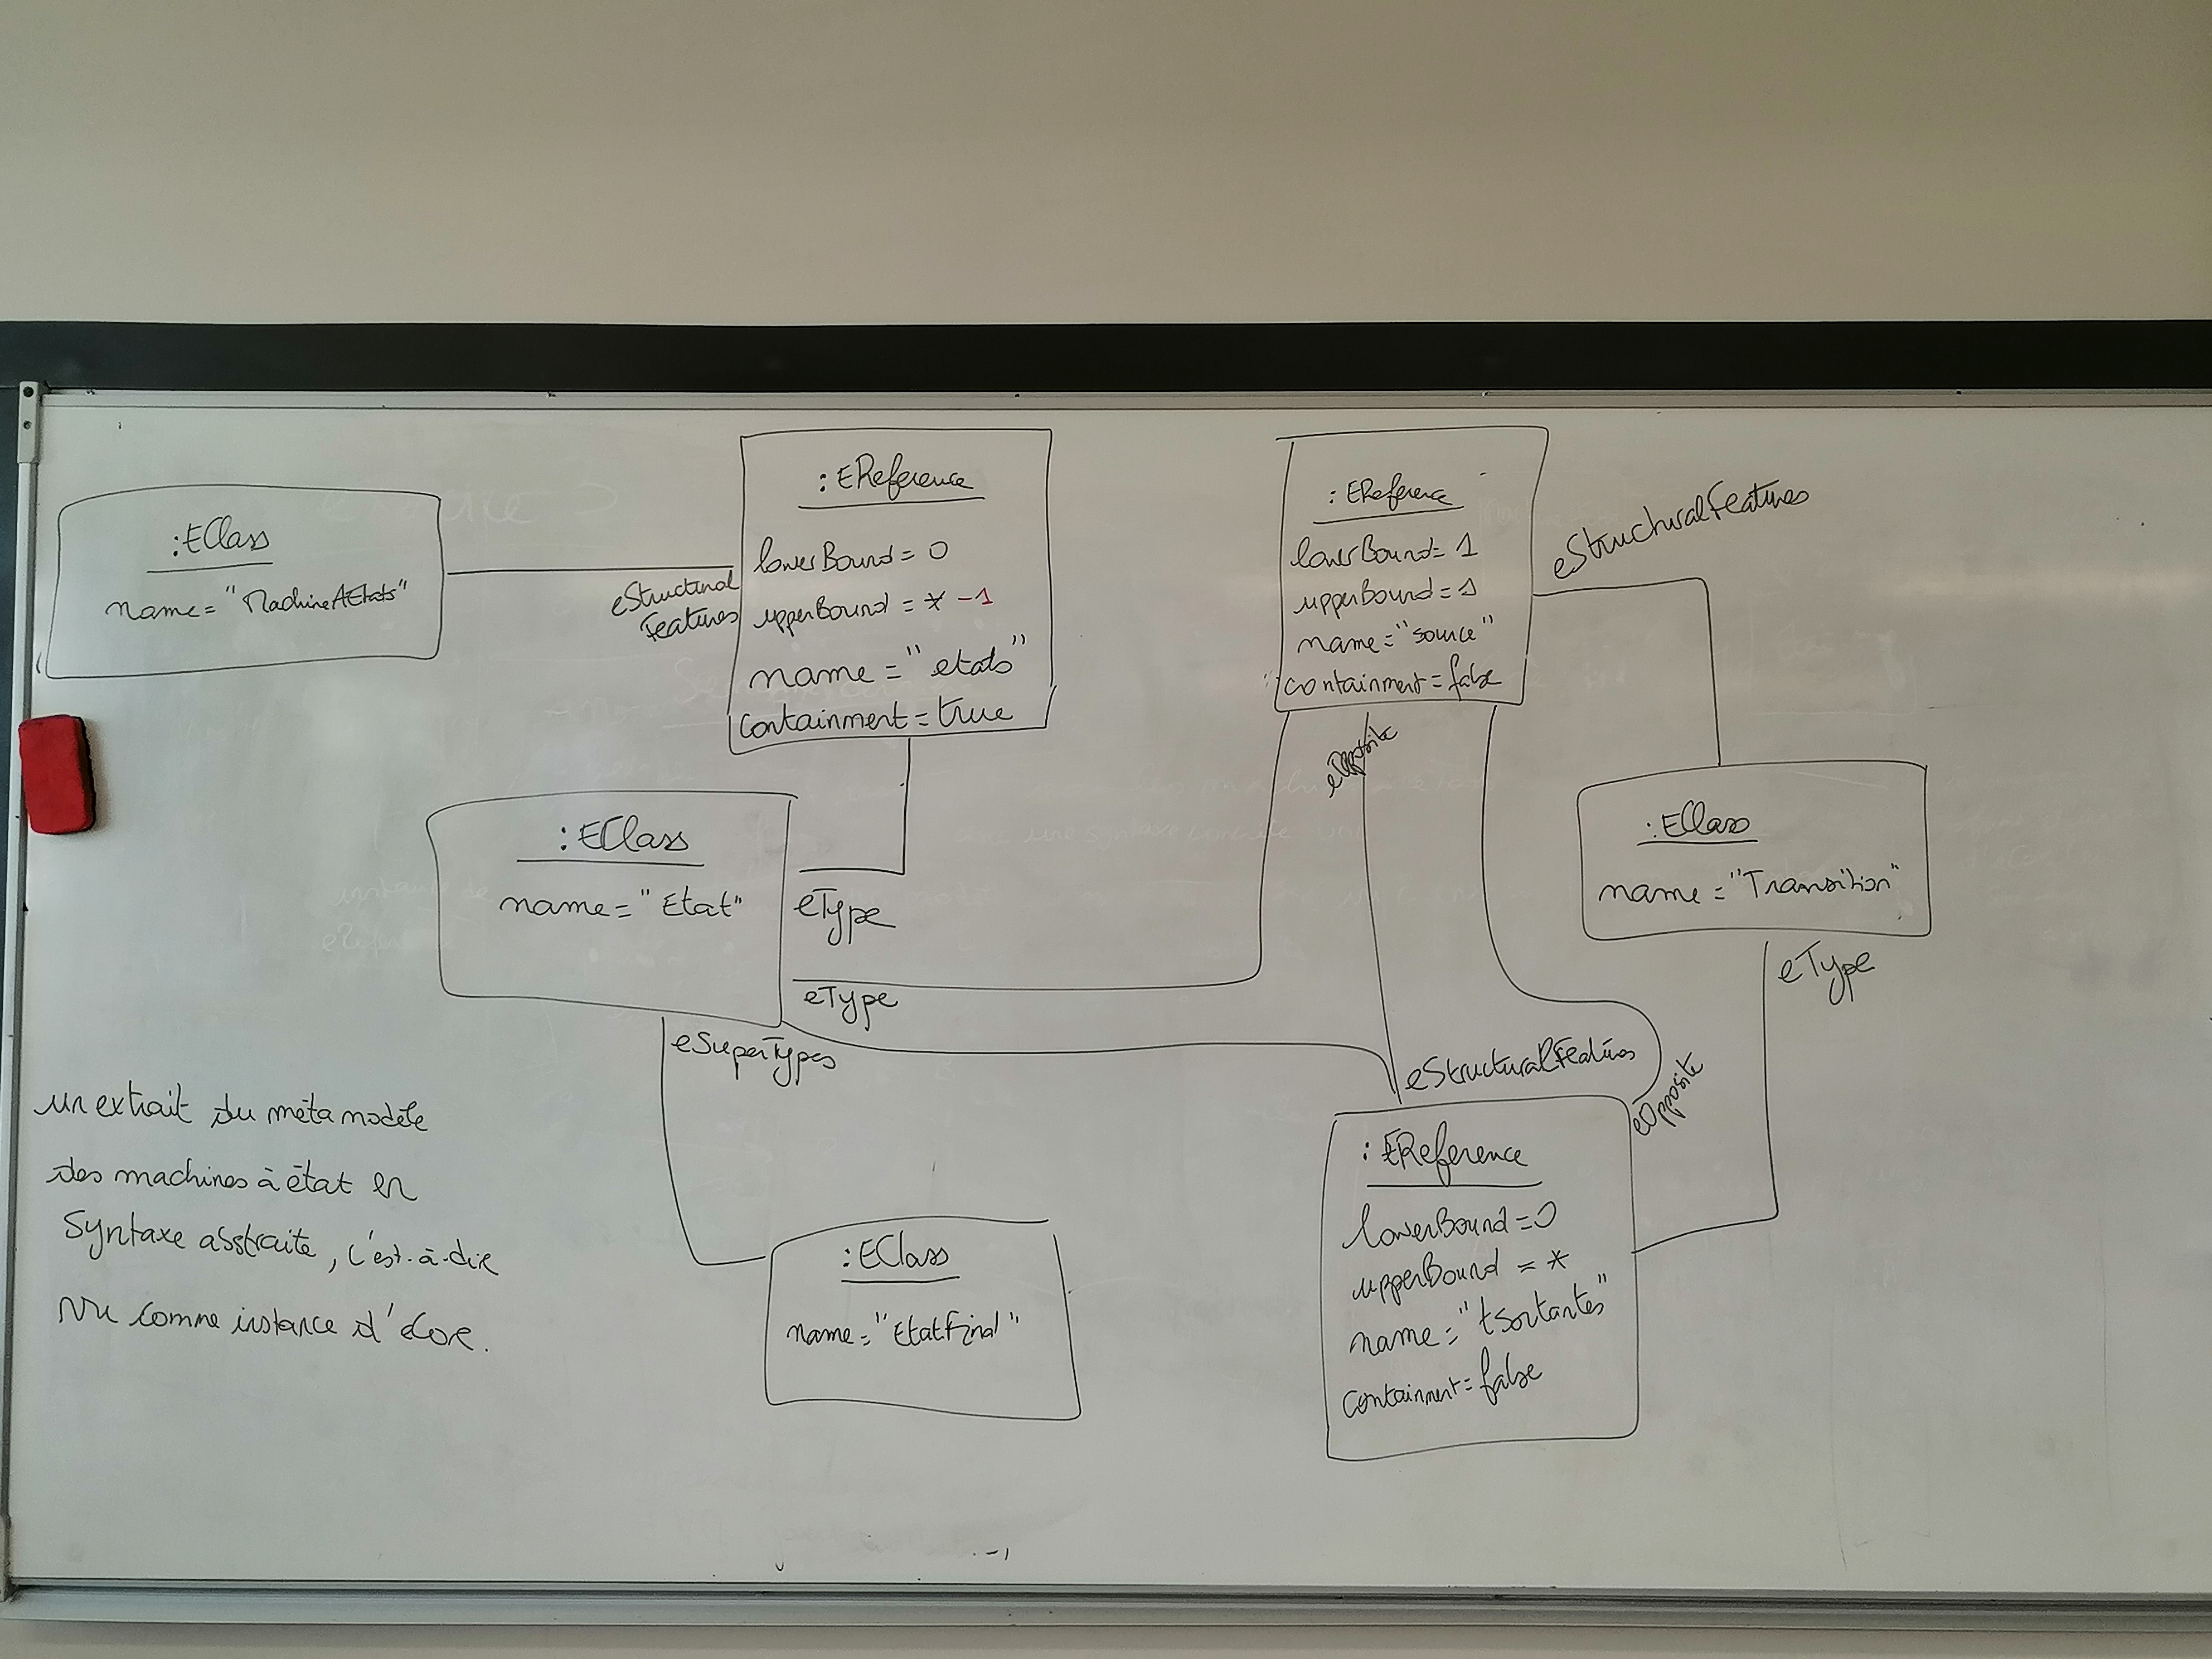 :EClass
name = "MachineAEtats"
eStructural
Features
:EReference
lowerBound = 0
upperBound = * -1
name = "etats"
containment = true
:EReference
lowerBound = 1
upperBound = 1
name = "source"
containment = false
eStructuralFeatures
eOpposite
:EClass
name = "Etat"
eType
eType
eSuperTypes
:EClass
name = "Transition"
eType
eStructuralFeatures
eOpposite
:EReference
lowerBound = 0
upperBound = *
name = "tSortantes"
containment = false
:EClass
name = "EtatFinal"
un extrait du métamodèle
des machines à état en
syntaxe abstraite, c'est-à-dire
vu comme instance d'eCore.